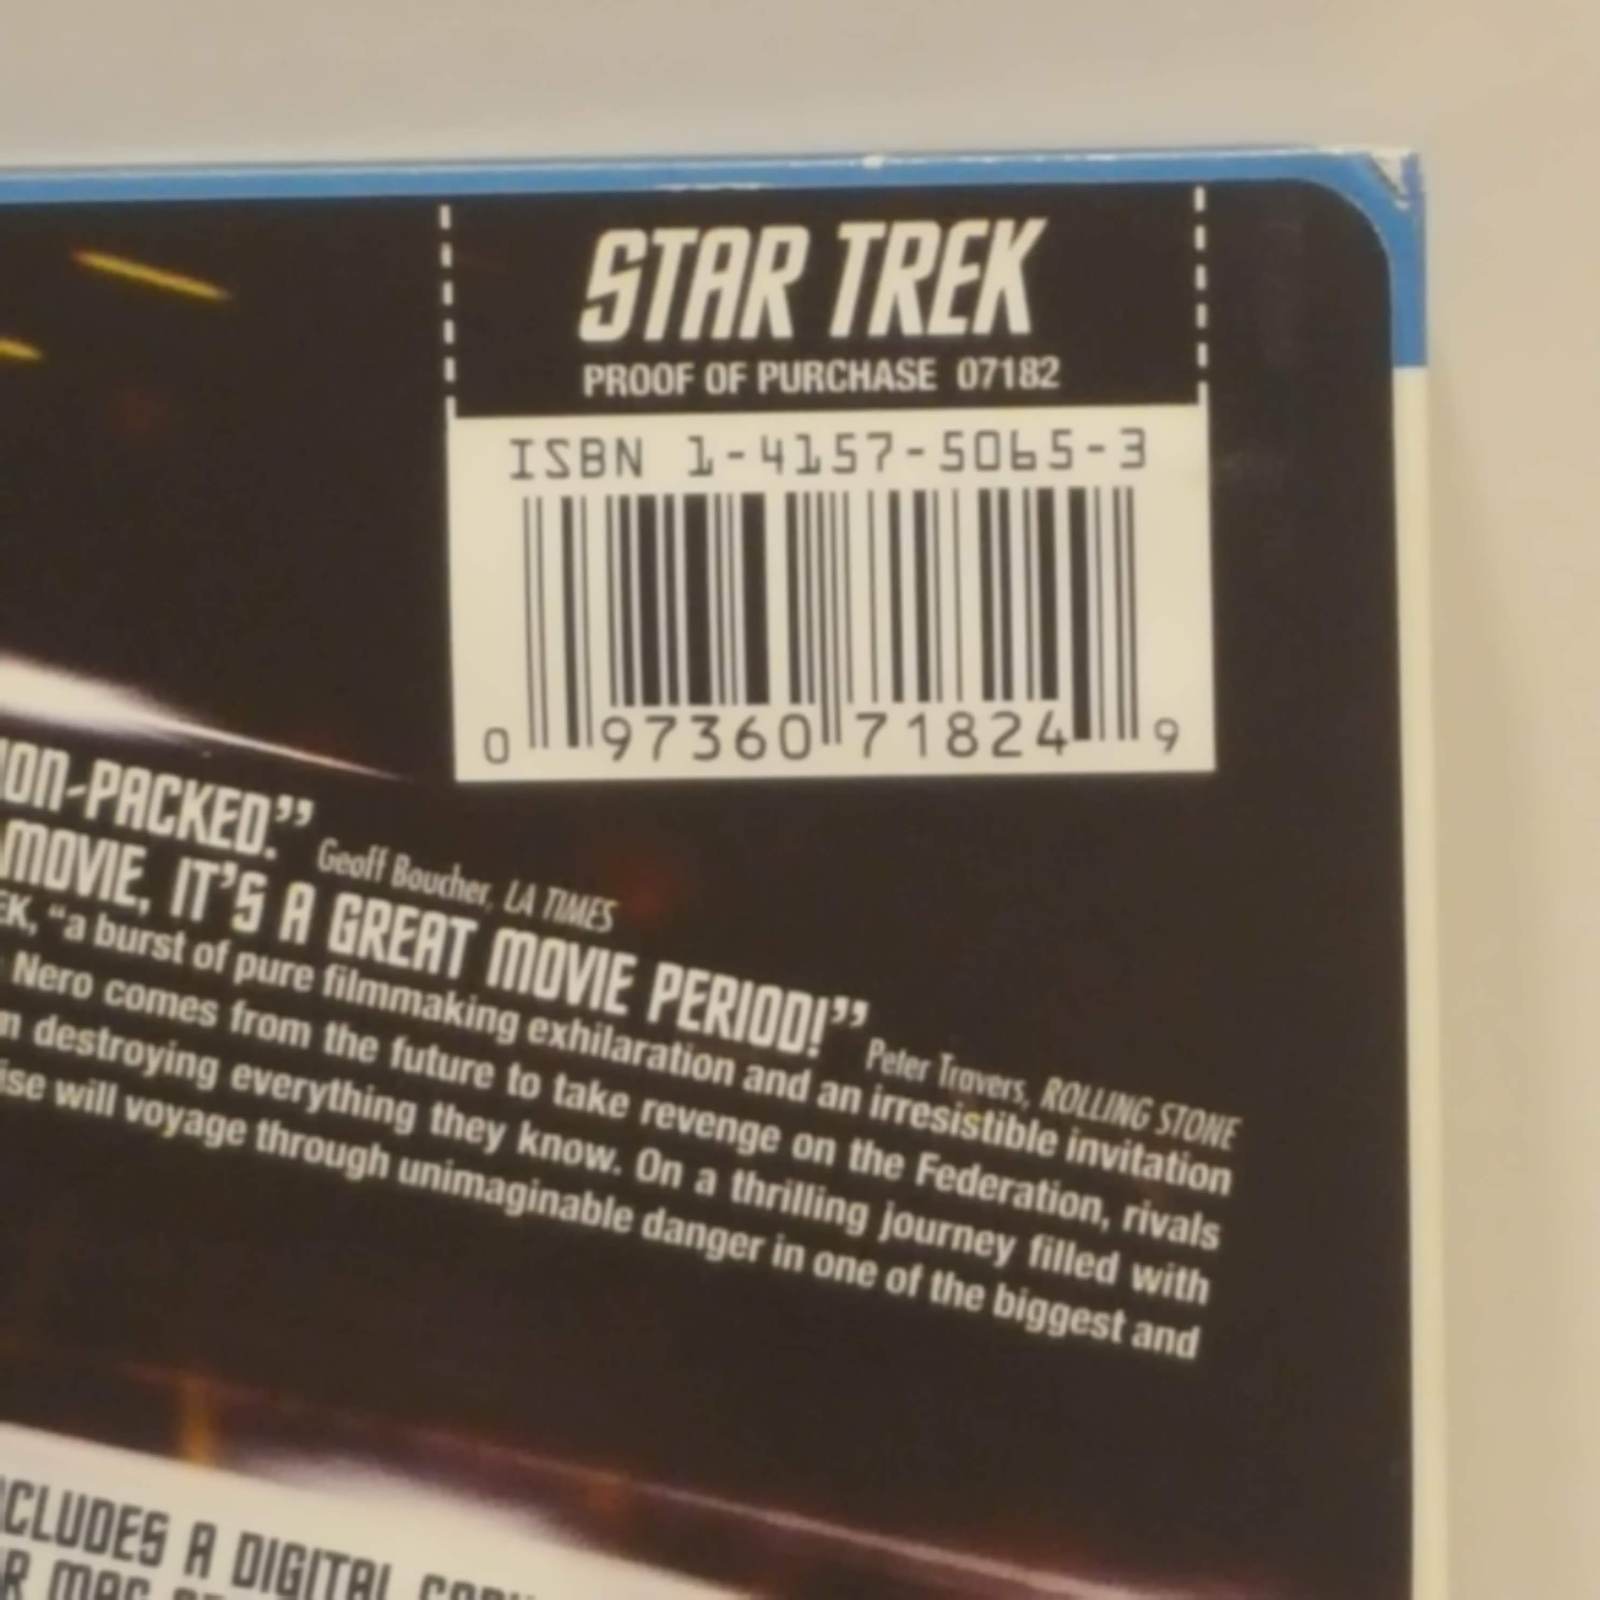 STAR TREK
PROOF OF PURCHASE 07182
ISBN 1-4157-5065-3
0 97360 71824 9
ON-PACKED.” Geoff Boucher, LA TIMES
MOVIE, IT'S A GREAT MOVIE PERIOD!” Peter Travers, ROLLING STONE
EK, “a burst of pure filmmaking exhilaration and an irresistible invitation
Nero comes from the future to take revenge on the Federation, rivals
m destroying everything they know. On a thrilling journey filled with
ise will voyage through unimaginable danger in one of the biggest and
CLUDES A DIGITAL COPY
R MAC